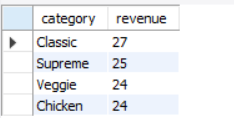 category revenue
Classic 27
Supreme 25
Veggie 24
Chicken 24